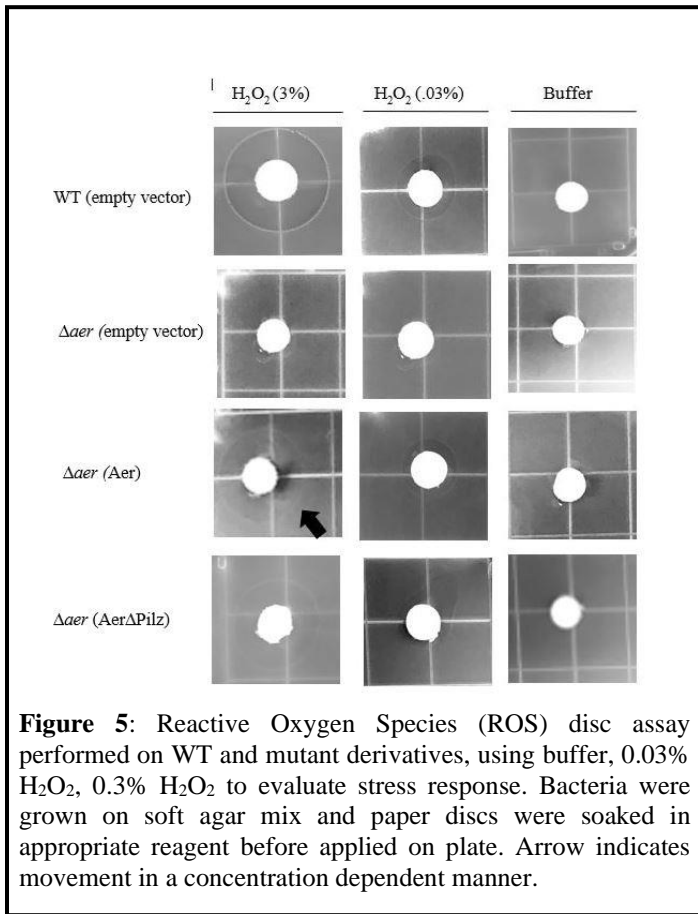 H₂O₂ (3%) H₂O₂ (.03%) Buffer
WT (empty vector)
Δaer (empty vector)
Δaer (Aer)
Δaer (AerΔPilz)
Figure 5: Reactive Oxygen Species (ROS) disc assay
performed on WT and mutant derivatives, using buffer, 0.03%
H₂O₂, 0.3% H₂O₂ to evaluate stress response. Bacteria were
grown on soft agar mix and paper discs were soaked in
appropriate reagent before applied on plate. Arrow indicates
movement in a concentration dependent manner.